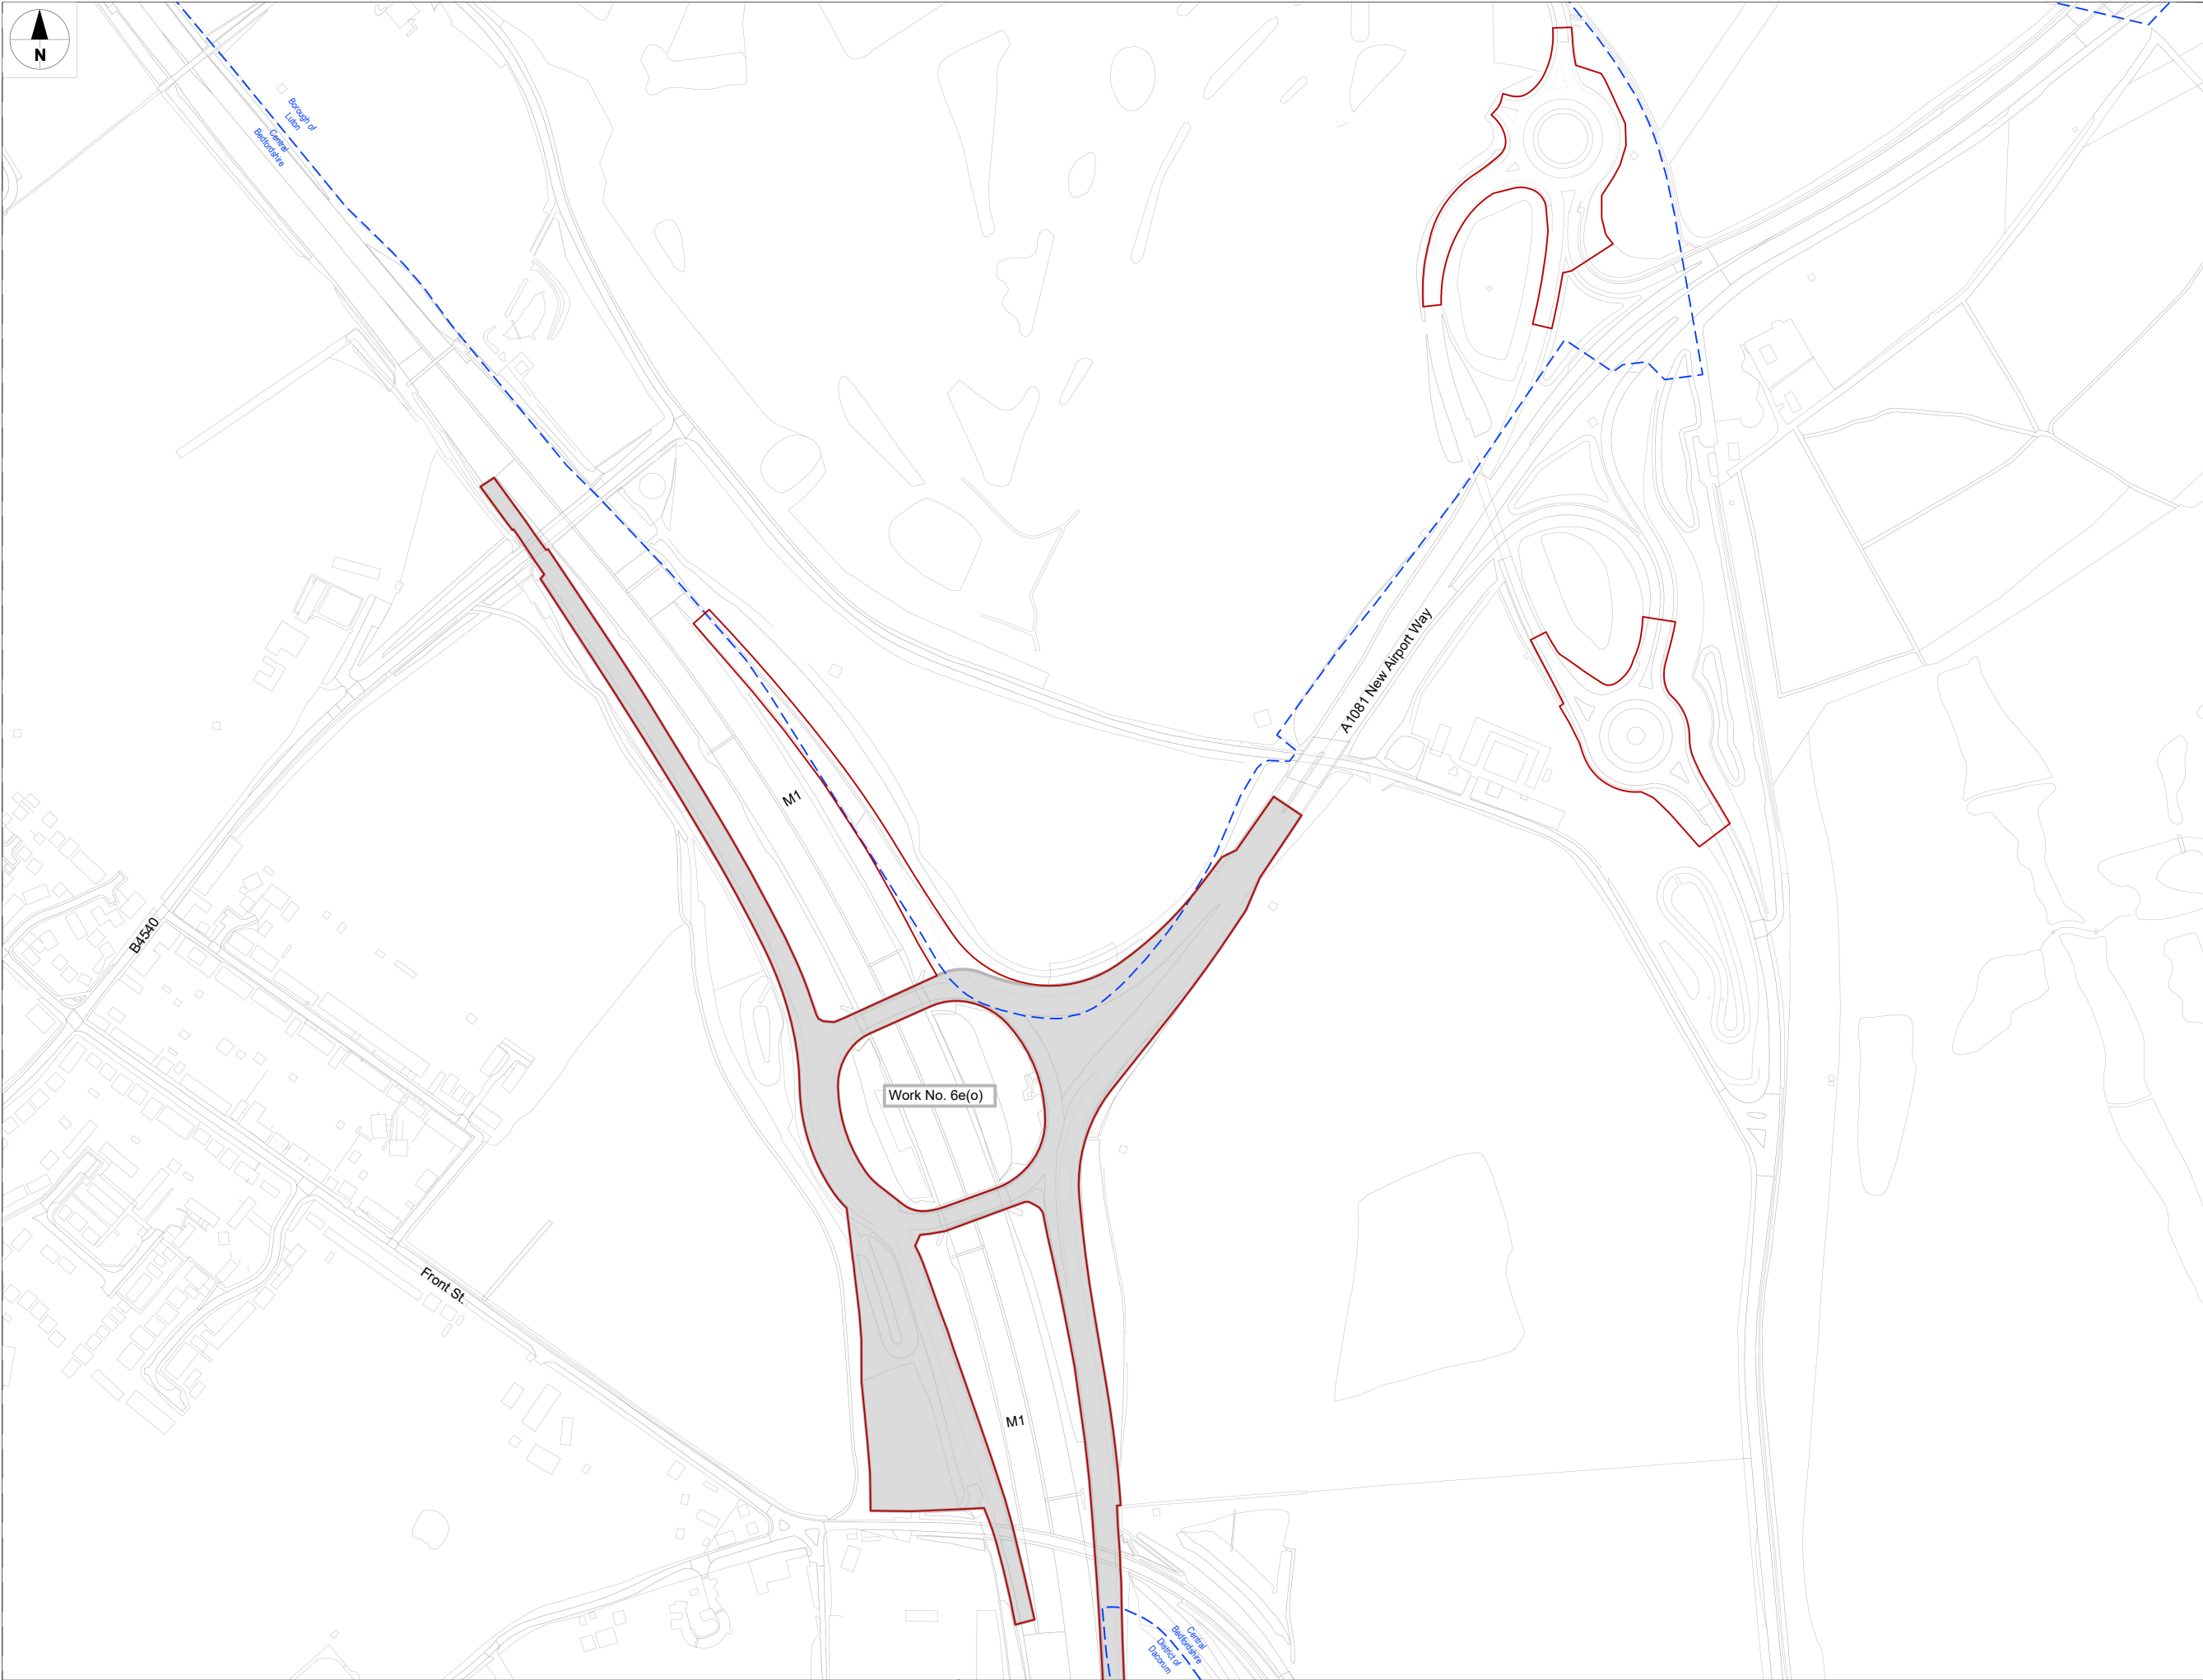 N
Borough of
Luton
Central
Bedfordshire
A1081 New Airport Way
M1
B4540
Work No. 6e(o)
Front St.
M1
Central
Bedfordshire
District of
Dacorum